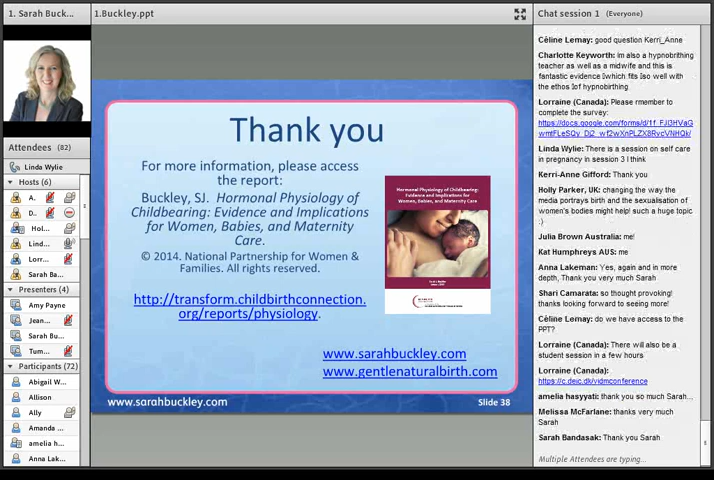 1. Sarah Buck...
1.Buckley.ppt
Attendees (82)
Linda Wylie
Hosts (6)
A.
D..
Hol...
Lind...
Lorr...
Sarah Ba...
Presenters (4)
Amy Payne
Jean...
Sarah Bu...
Tum...
Participants (72)
Abigail W...
Allison
Ally
Amanda ...
amelia h...
Anna Lak...
Thank you
For more information, please access
the report:
Buckley, SJ. Hormonal Physiology of
Childbearing: Evidence and Implications
for Women, Babies, and Maternity
Care.
© 2014. National Partnership for Women &
Families. All rights reserved.
http://transform.childbirthconnection.
org/reports/physiology.
Hormonal Physiology of Childbearing:
Evidence and Implications for
Women, Babies, and Maternity Care
www.sarahbuckley.com
www.gentlenaturalbirth.com
www.sarahbuckley.com
Slide 38
Chat session 1 (Everyone)
Céline Lemay: good question Kerri_Anne
Charlotte Keyworth: im also a hypnobirthing
teacher as well as a midwife and this is
fantastic evidence which fits so well with
the ethos of hypnobirthing
Lorraine (Canada): Please rmember to
complete the survey:
Linda Wylie: There is a session on self care
in pregnancy in session 3 I think
Kerri-Anne Gifford: Thank you
Holly Parker, UK: changing the way the
media portrays birth and the sexualisation of
women's bodies might help! such a huge topic
:)
Julia Brown Australia: me!
Kat Humphreys AUS: me
Anna Lakeman: Yes, again and in more
depth, Thank you very much Sarah
Shari Camarata: so thought provoking!
thanks looking forward to seeing more!
Céline Lemay: do we have access to the
PPT?
Lorraine (Canada): There will also be a
student session in a few hours
Lorraine (Canada):
https://c.deic.dk/vidmconference
amelia hasyyati: thank you so much Sarah...
Melissa McFarlane: thanks very much
Sarah
Sarah Bandasak: Thank you Sarah
Multiple Attendees are typing...